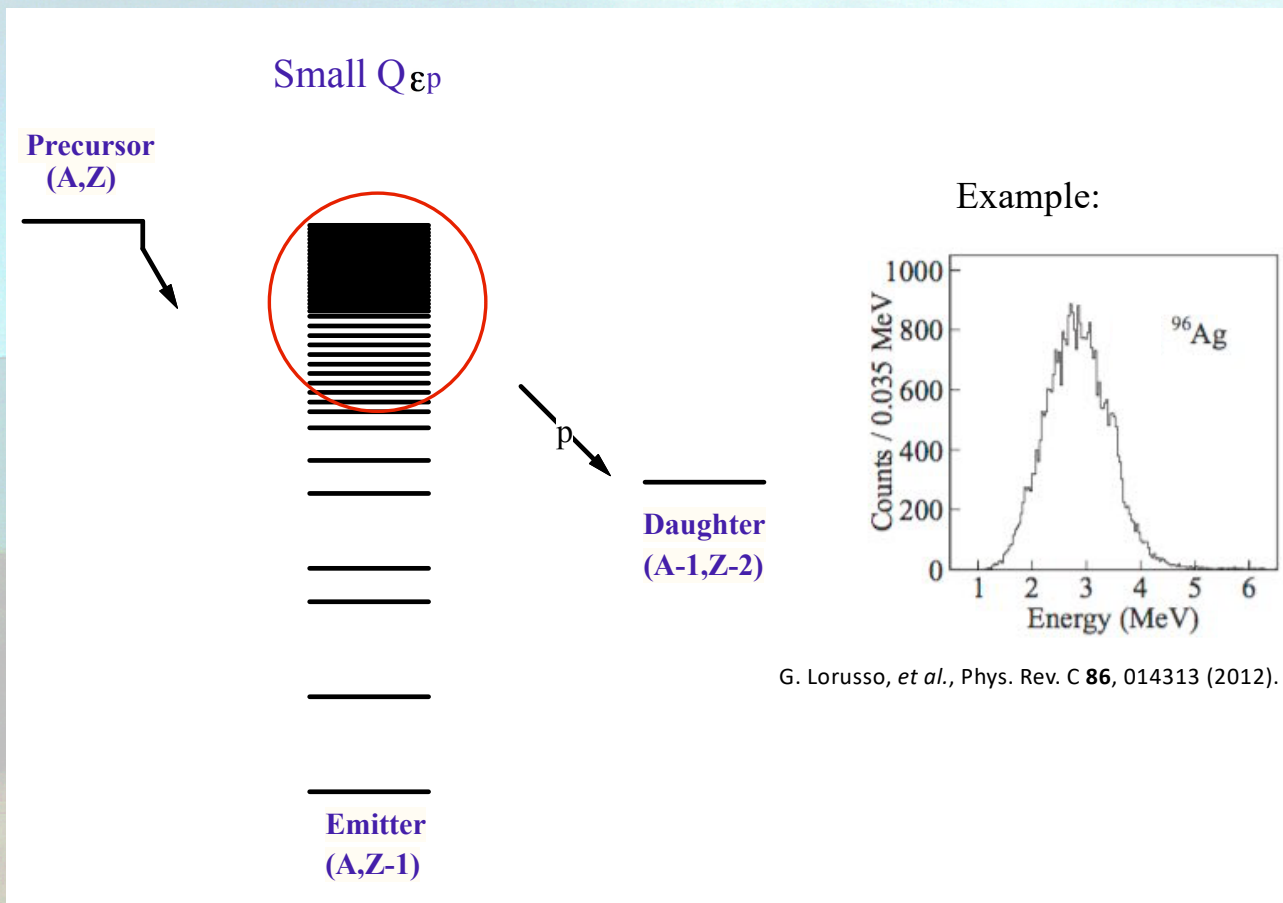 Small Q εp
Precursor
(A,Z)
p
Daughter
(A-1,Z-2)
Emitter
(A,Z-1)
Example:
1000
800
600
400
200
0
Counts / 0.035 MeV
⁹⁶Ag
1 2 3 4 5 6
Energy (MeV)
G. Lorusso, et al., Phys. Rev. C 86, 014313 (2012).